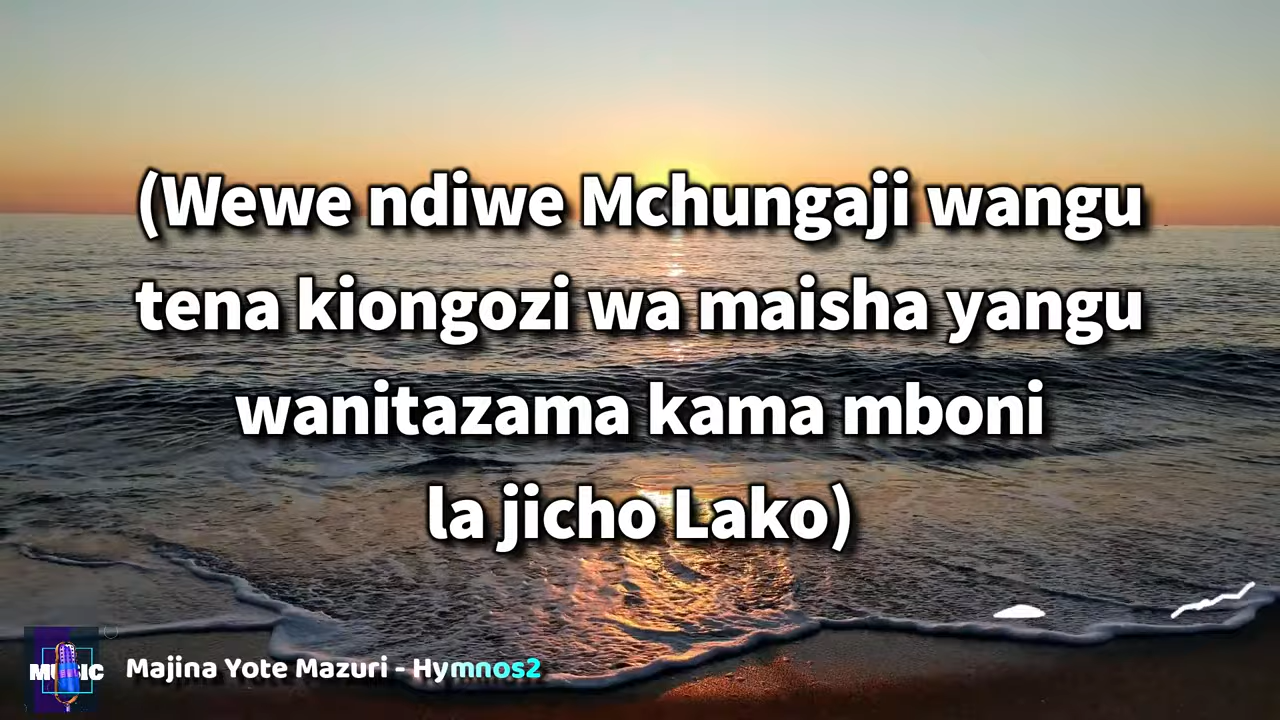 (Wewe ndiwe Mchungaji wangu
tena kiongozi wa maisha yangu
wanitazama kama mboni
la jicho Lako)
MUSIC
Majina Yote Mazuri - Hymnos2